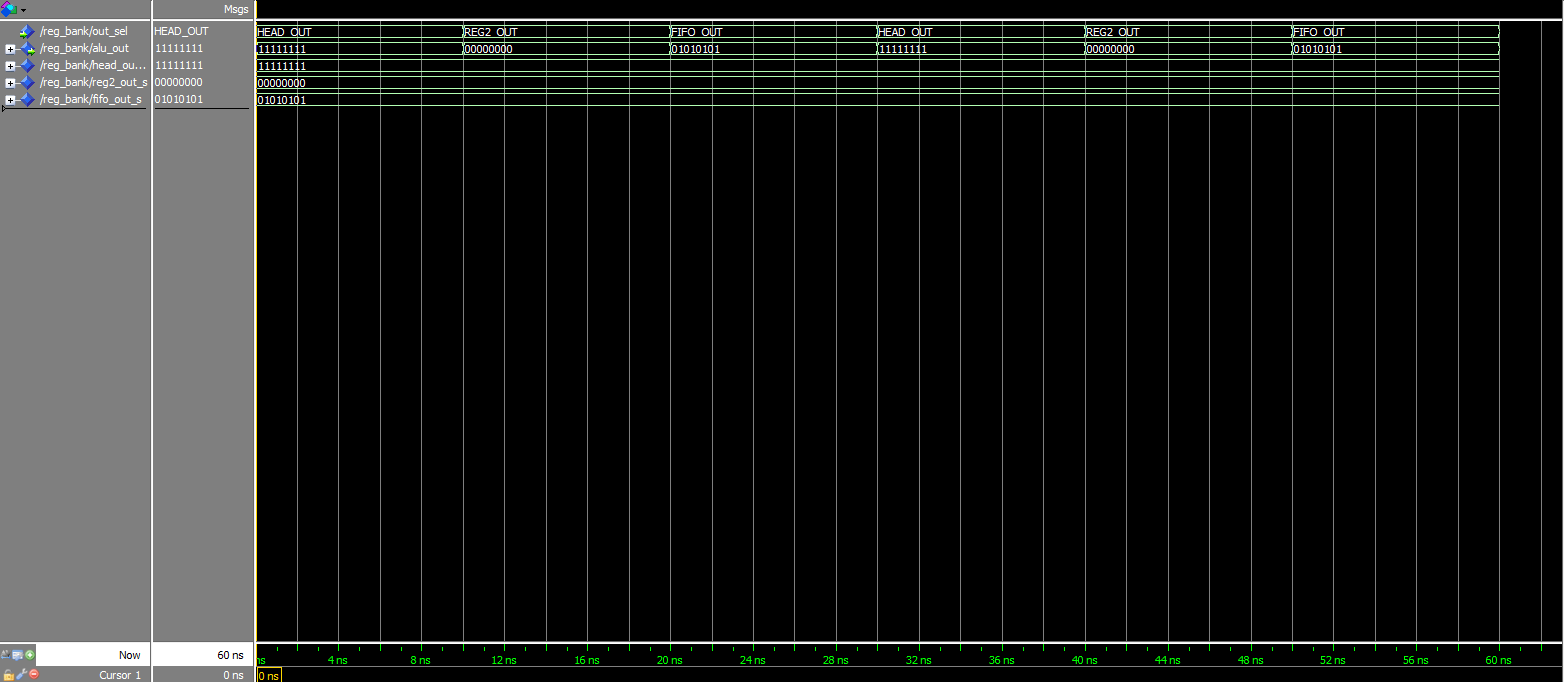 Msgs
/reg_bank/out_sel HEAD_OUT HEAD_OUT REG2_OUT FIFO_OUT HEAD_OUT REG2_OUT FIFO_OUT
/reg_bank/alu_out 11111111 11111111 00000000 01010101 11111111 00000000 01010101
/reg_bank/head_ou... 11111111 11111111
/reg_bank/reg2_out_s 00000000 00000000
/reg_bank/fifo_out_s 01010101 01010101
Now 60 ns ns 4 ns 8 ns 12 ns 16 ns 20 ns 24 ns 28 ns 32 ns 36 ns 40 ns 44 ns 48 ns 52 ns 56 ns 60 ns
Cursor 1 0 ns 0 ns